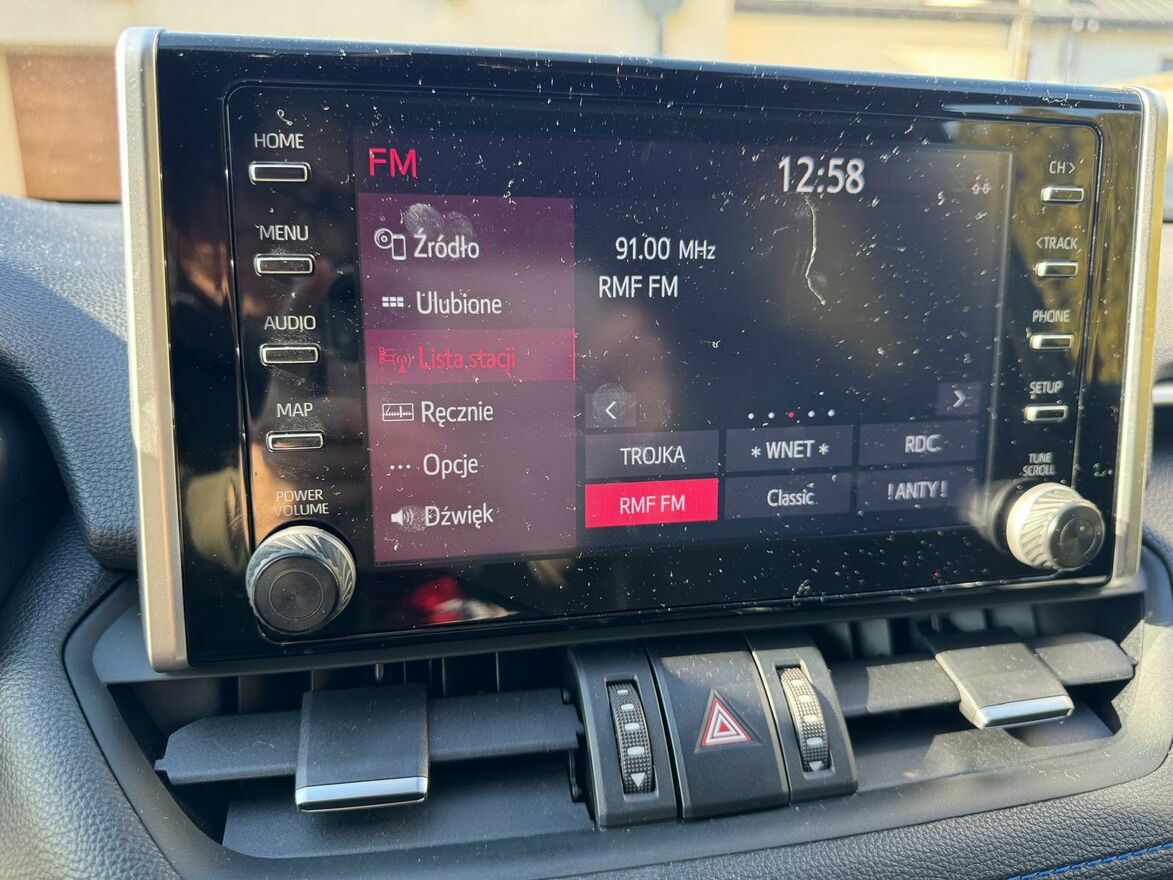 HOME
MENU
AUDIO
MAP
POWER
VOLUME
FM
12:58
Źródło
Ulubione
Lista stacji
Ręcznie
Opcje
Dźwięk
91.00 MHz
RMF FM
<
>
TROJKA
* WNET *
RDC
RMF FM
Classic
!ANTY!
CH >
< TRACK
PHONE
SETUP
TUNE
SCROLL